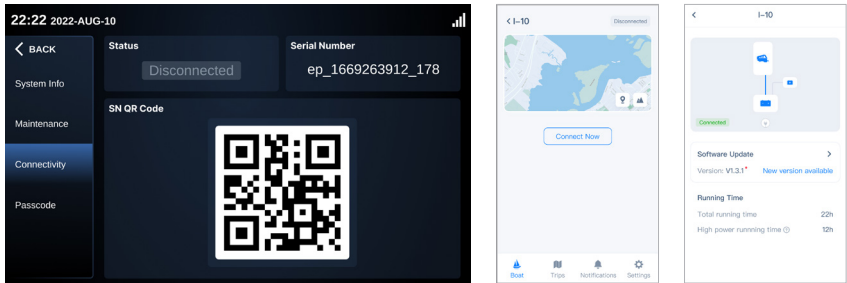 22:22 2022-AUG-10
BACK
System Info
Maintenance
Connectivity
Passcode
Status
Disconnected
Serial Number
ep_1669263912_178
SN QR Code
I-10
Disconnected
Connect Now
Boat
Trips
Notifications
Settings
I-10
Connected
Software Update
Version: V1.3.1*
New version available
Running Time
Total running time
22h
High power runnning time
12h